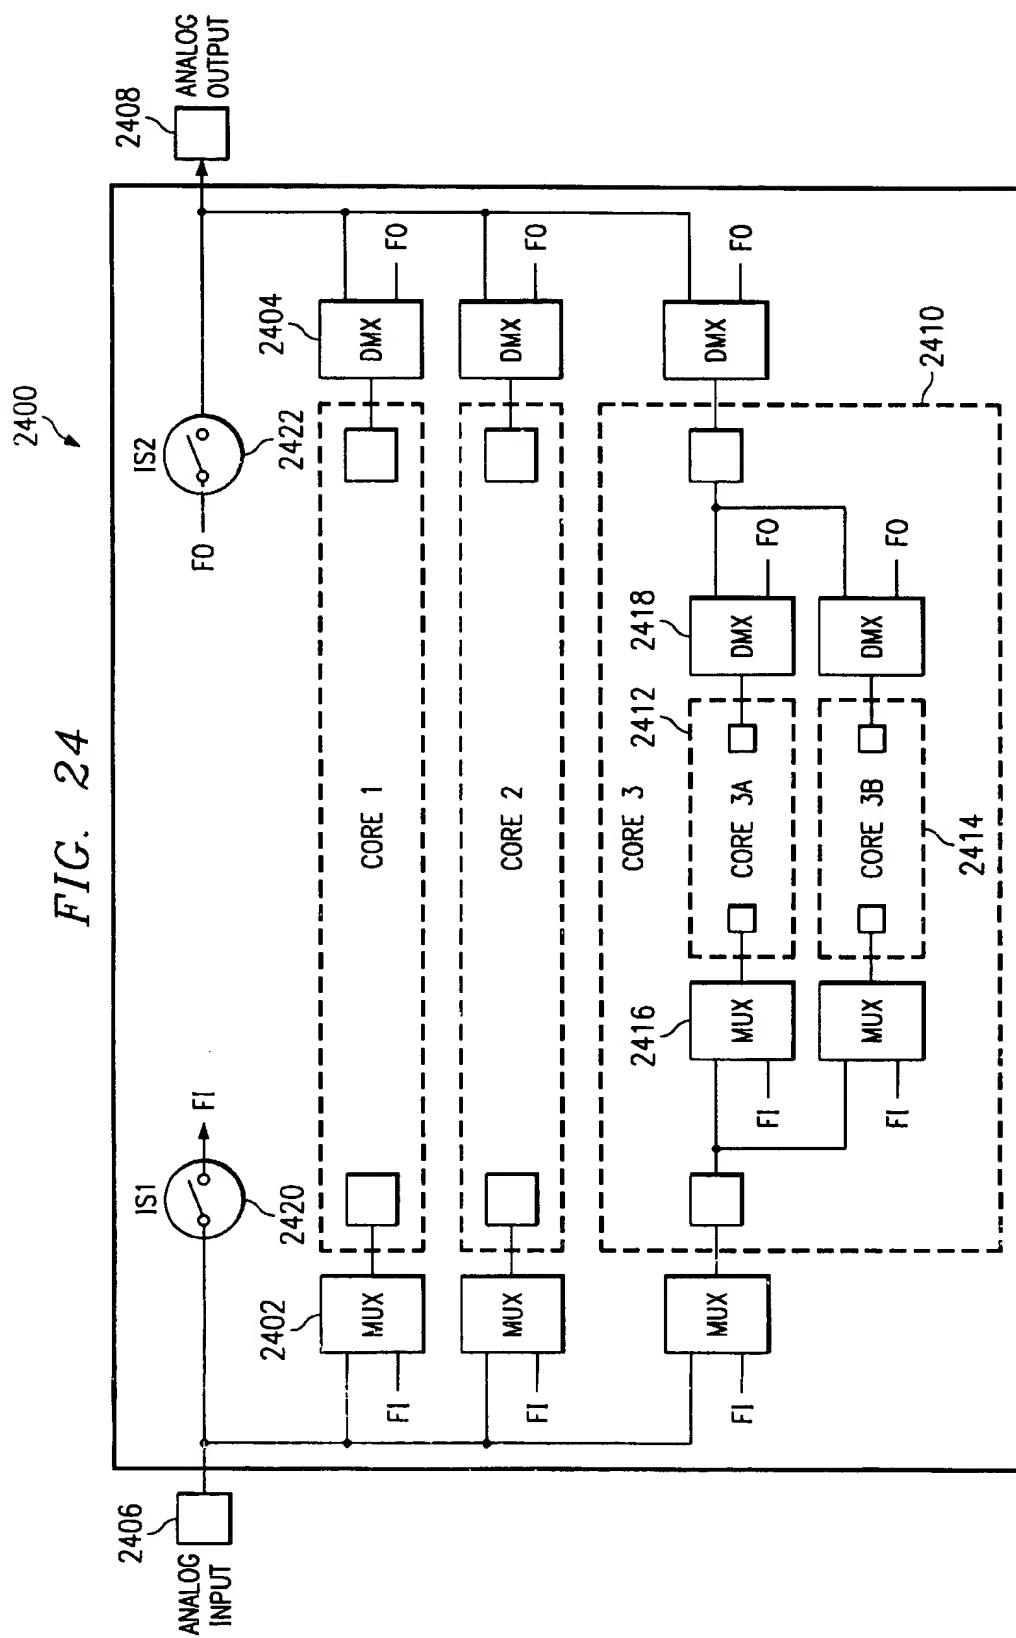 FIG. 24
2400
2406
ANALOG
INPUT
IS1
FI
2420
FO
IS2
2422
2408
ANALOG
OUTPUT
2402
MUX
FI
CORE 1
2404
DMX
FO
MUX
FI
CORE 2
DMX
FO
MUX
FI
CORE 3
2410
DMX
FO
2416
MUX
FI
2412
CORE 3A
2418
DMX
FO
MUX
FI
CORE 3B
2414
DMX
FO